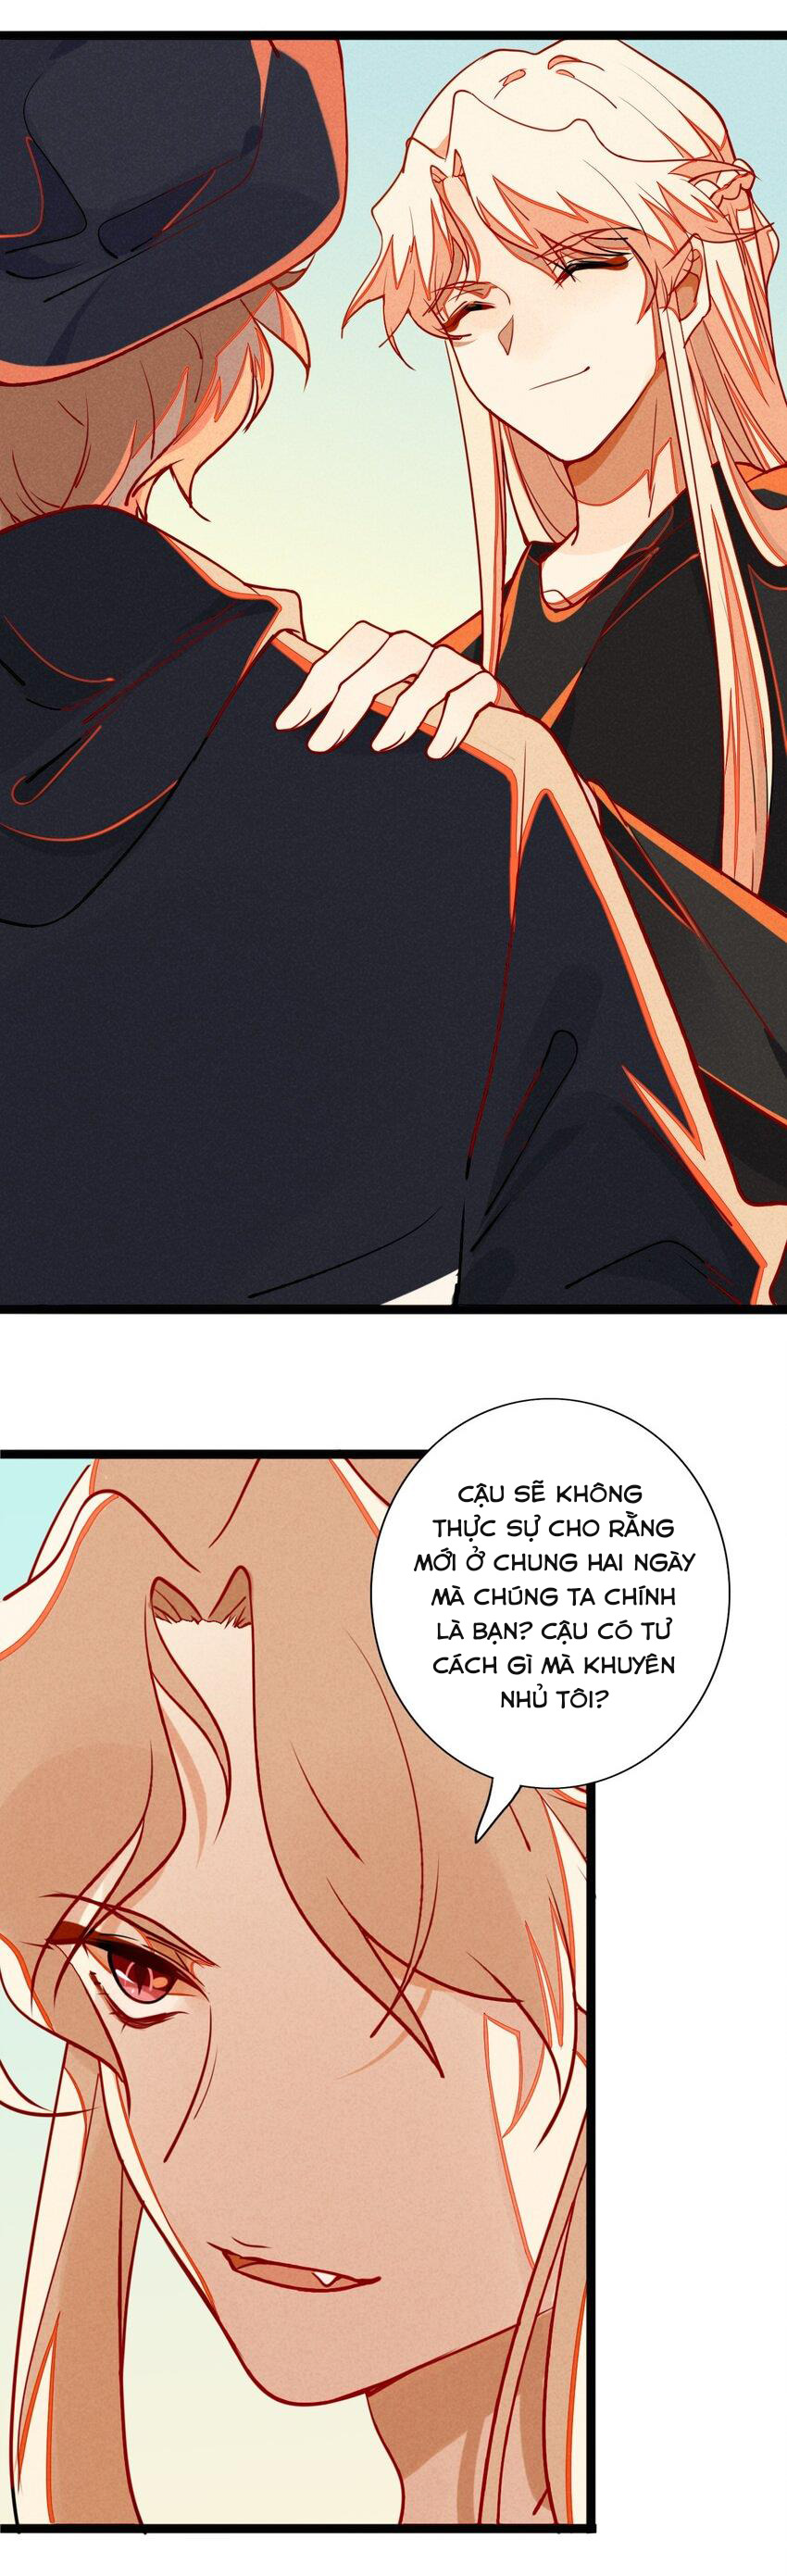 CẬU SẼ KHÔNG
THỰC SỰ CHO RẰNG
MỚI Ở CHUNG HAI NGÀY
MÀ CHÚNG TA CHÍNH
LÀ BẠN? CẬU CÓ TƯ
CÁCH GÌ MÀ KHUYÊN
NHỦ TÔI?